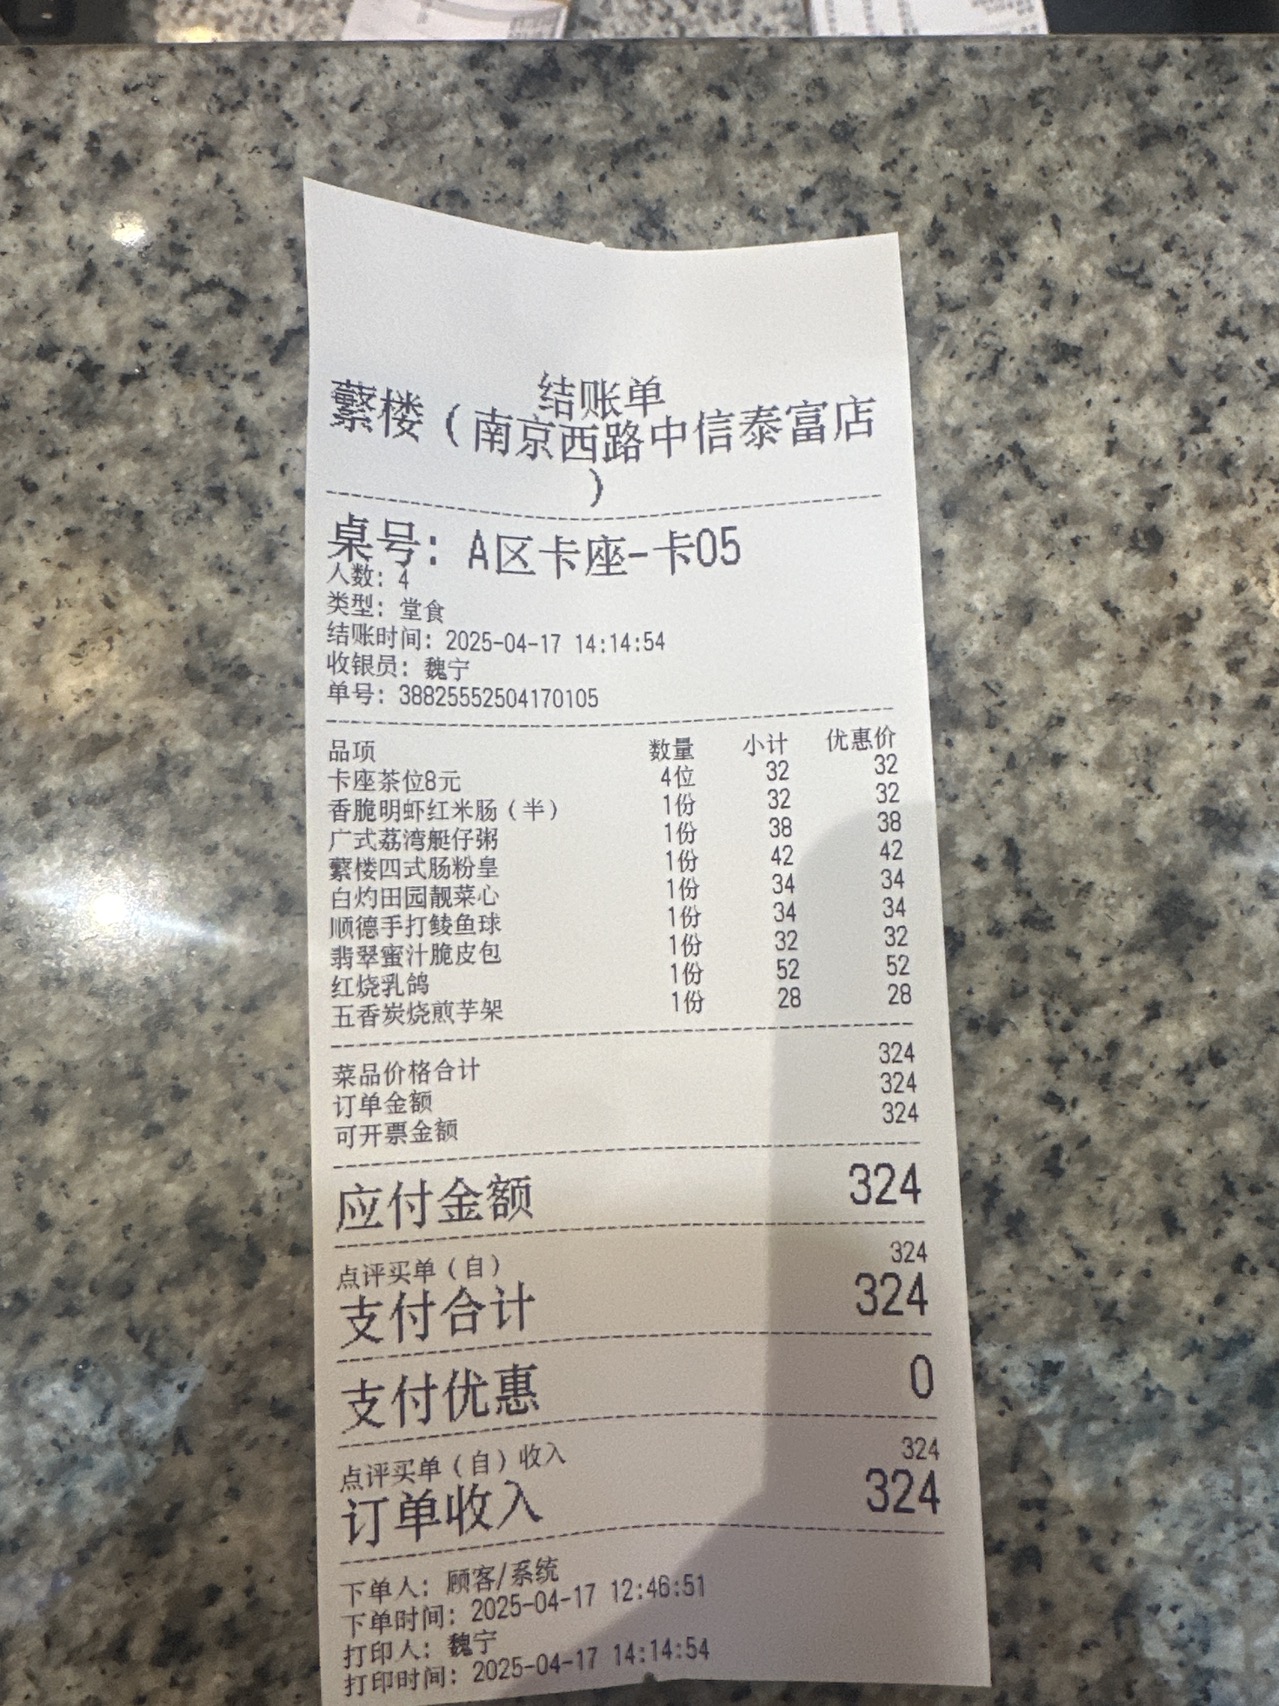 结账单
蘩楼（南京西路中信泰富店
）
桌号：A区卡座-卡05
人数：4
类型：堂食
结账时间：2025-04-17 14:14:54
收银员：魏宁
单号：38825552504170105
品项 数量 小计 优惠价
卡座茶位8元 4位 32 32
香脆明虾红米肠（半） 1份 32 32
广式荔湾艇仔粥 1份 38 38
蘩楼四式肠粉皇 1份 42 42
白灼田园靓菜心 1份 34 34
顺德手打鲮鱼球 1份 34 34
翡翠蜜汁脆皮包 1份 32 32
红烧乳鸽 1份 52 52
五香炭烧煎芋架 1份 28 28
菜品价格合计 324
订单金额 324
可开票金额 324
应付金额 324
点评买单（自） 324
支付合计 324
支付优惠 0
点评买单（自）收入 324
订单收入 324
下单人：顾客/系统
下单时间：2025-04-17 12:46:51
打印人：魏宁
打印时间：2025-04-17 14:14:54